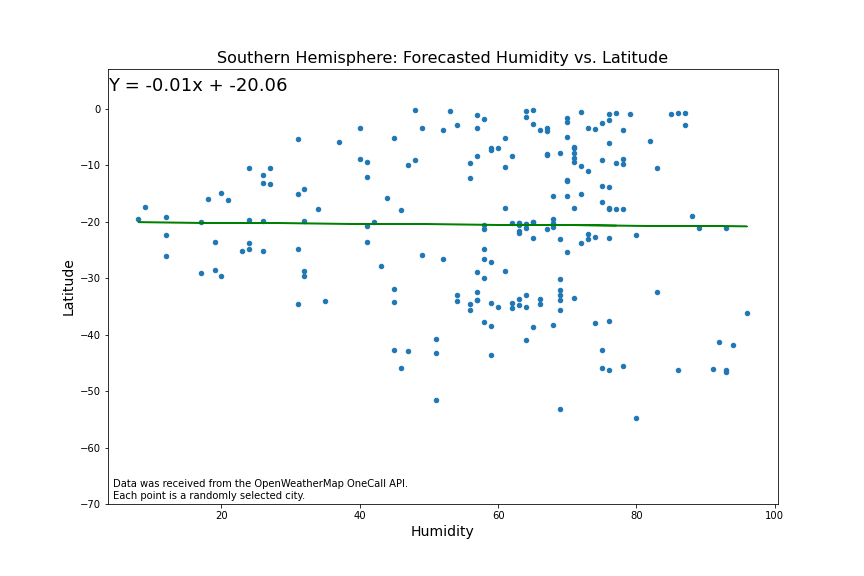 Southern Hemisphere: Forecasted Humidity vs. Latitude
Y = -0.01x + -20.06
0
−10
−20
−30
−40
−50
−60
−70
Latitude
Data was received from the OpenWeatherMap OneCall API.
Each point is a randomly selected city.
20 40 60 80 100
Humidity